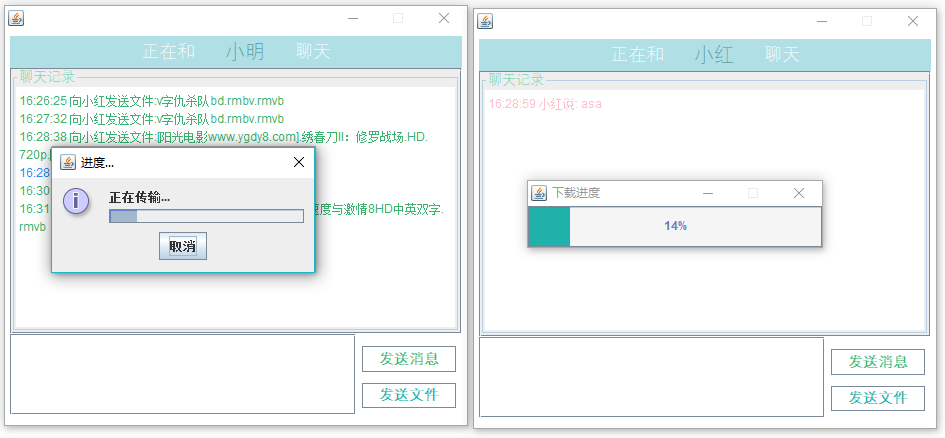 正在和 小明 聊天
聊天记录
16:26:25 向小红发送文件:v字仇杀队bd.rmbv.rmvb
16:27:32 向小红发送文件:v字仇杀队bd.rmbv.rmvb
16:28:38 向小红发送文件:[阳光电影www.ygdy8.com].绣春刀II：修罗战场.HD.
720p.
16:28
16:30
16:31 速度与激情8HD中英双字.
rmvb
进度...
正在传输...
取消
发送消息
发送文件
正在和 小红 聊天
聊天记录
16:28:59 小红说: asa
下载进度
14%
发送消息
发送文件